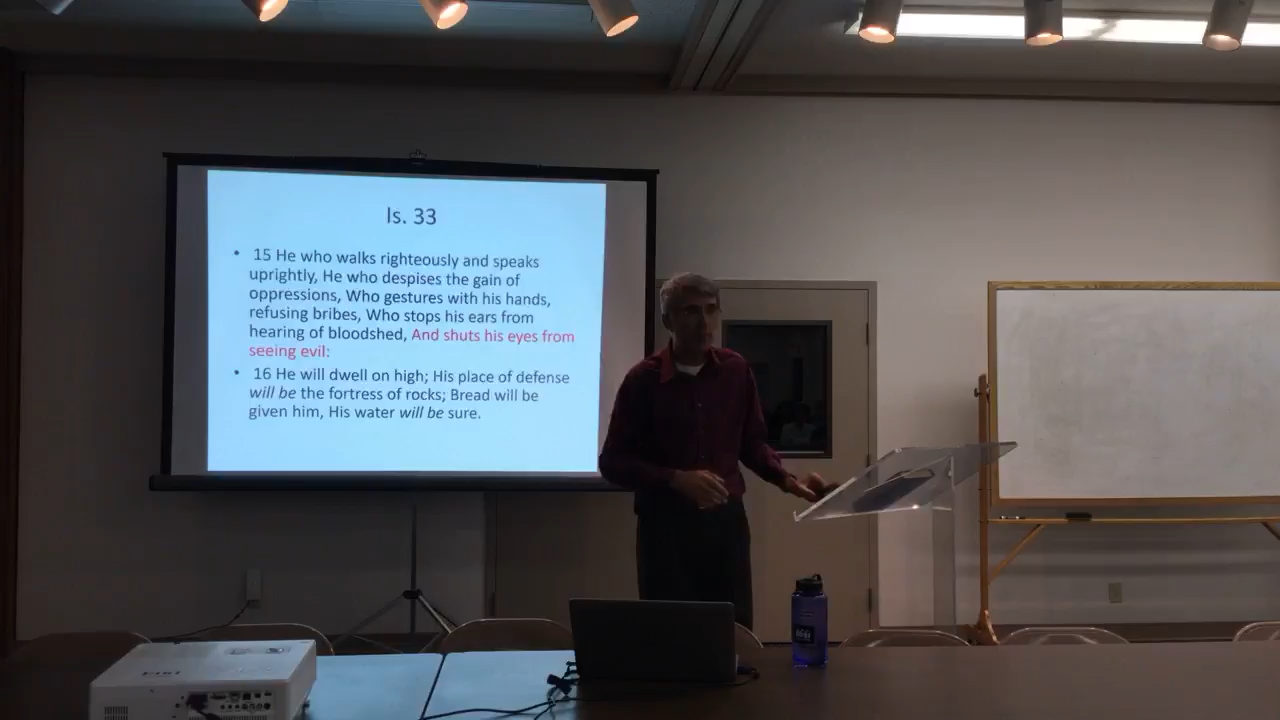 Is. 33
• 15 He who walks righteously and speaks
uprightly, He who despises the gain of
oppressions, Who gestures with his hands,
refusing bribes, Who stops his ears from
hearing of bloodshed, And shuts his eyes from
seeing evil:
• 16 He will dwell on high; His place of defense
will be the fortress of rocks; Bread will be
given him, His water will be sure.